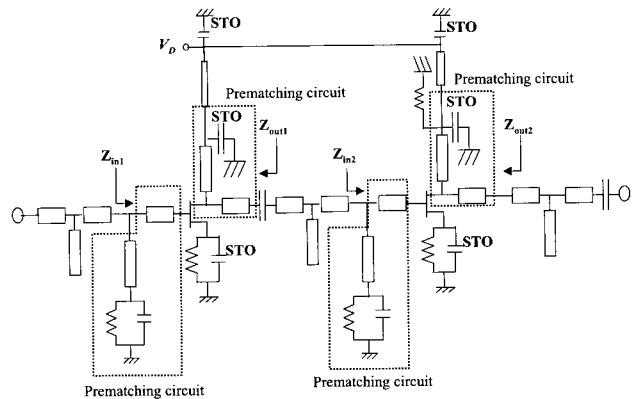 STO
STO
V_D
Prematching circuit
Prematching circuit
STO
STO
Z_in1
Z_out1
Z_in2
Z_out2
STO
STO
Prematching circuit
Prematching circuit